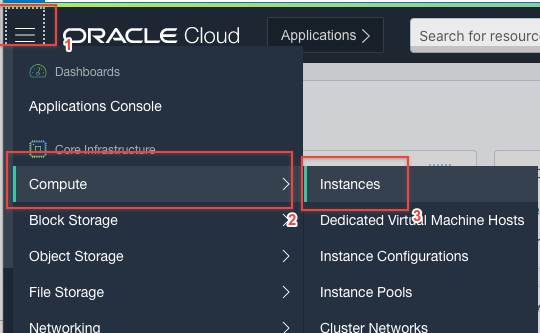 1
ORACLE Cloud
Applications
Search for resourc
Dashboards
Applications Console
Core Infrastructure
Compute
2
Instances
3
Block Storage
Dedicated Virtual Machine Hosts
Object Storage
Instance Configurations
File Storage
Instance Pools
Networking
Cluster Networks